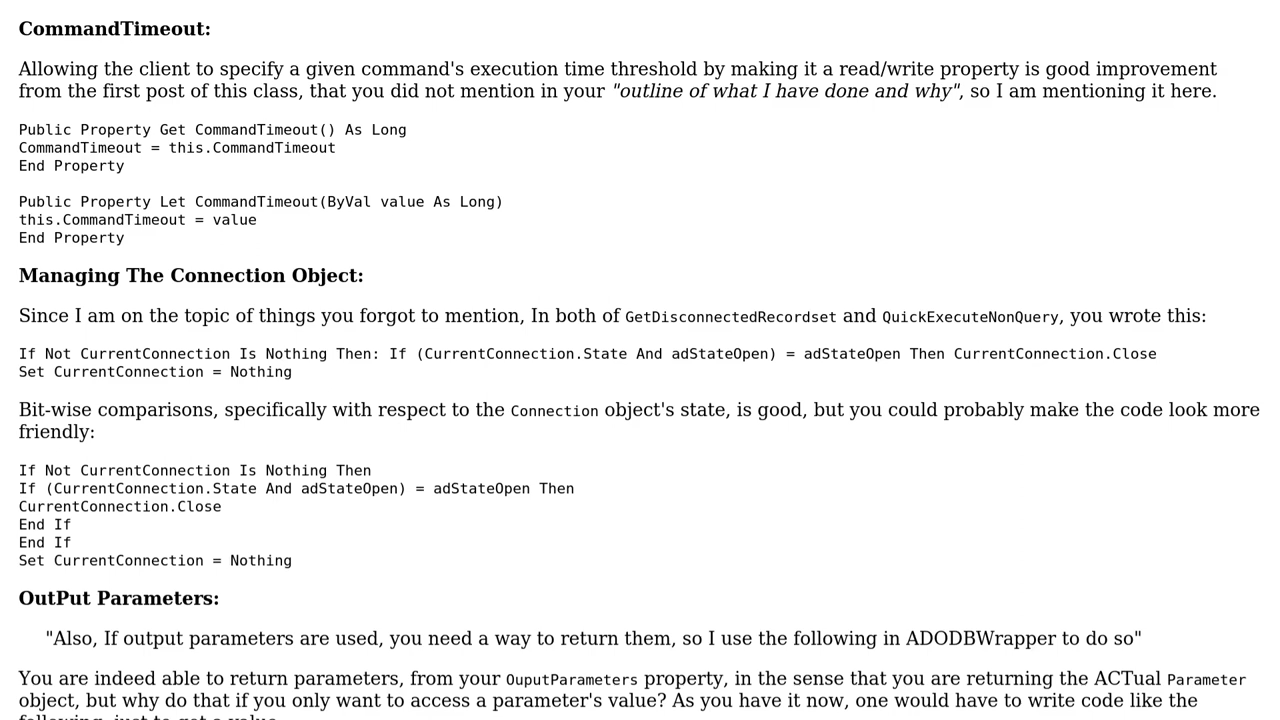 CommandTimeout:
Allowing the client to specify a given command's execution time threshold by making it a read/write property is good improvement
from the first post of this class, that you did not mention in your "outline of what I have done and why", so I am mentioning it here.
Public Property Get CommandTimeout() As Long
CommandTimeout = this.CommandTimeout
End Property
Public Property Let CommandTimeout(ByVal value As Long)
this.CommandTimeout = value
End Property
Managing The Connection Object:
Since I am on the topic of things you forgot to mention, In both of GetDisconnectedRecordset and QuickExecuteNonQuery, you wrote this:
If Not CurrentConnection Is Nothing Then: If (CurrentConnection.State And adStateOpen) = adStateOpen Then CurrentConnection.Close
Set CurrentConnection = Nothing
Bit-wise comparisons, specifically with respect to the Connection object's state, is good, but you could probably make the code look more
friendly:
If Not CurrentConnection Is Nothing Then
If (CurrentConnection.State And adStateOpen) = adStateOpen Then
CurrentConnection.Close
End If
End If
Set CurrentConnection = Nothing
OutPut Parameters:
"Also, If output parameters are used, you need a way to return them, so I use the following in ADODBWrapper to do so"
You are indeed able to return parameters, from your OuputParameters property, in the sense that you are returning the ACTual Parameter
object, but why do that if you only want to access a parameter's value? As you have it now, one would have to write code like the
following, just to get a value